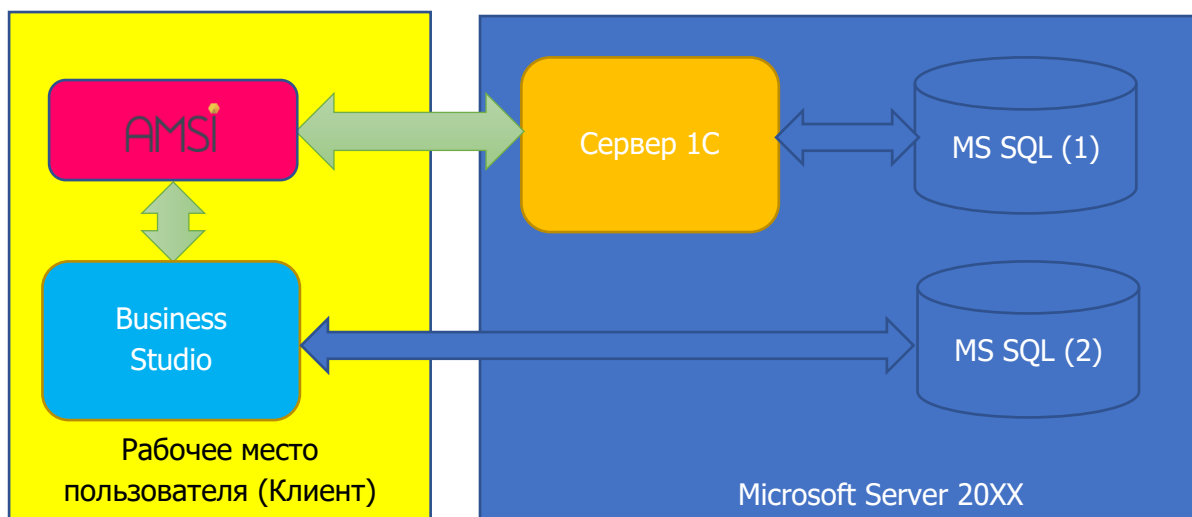 AMSI
Сервер 1С
MS SQL (1)
Business
Studio
MS SQL (2)
Рабочее место
пользователя (Клиент)
Microsoft Server 20XX